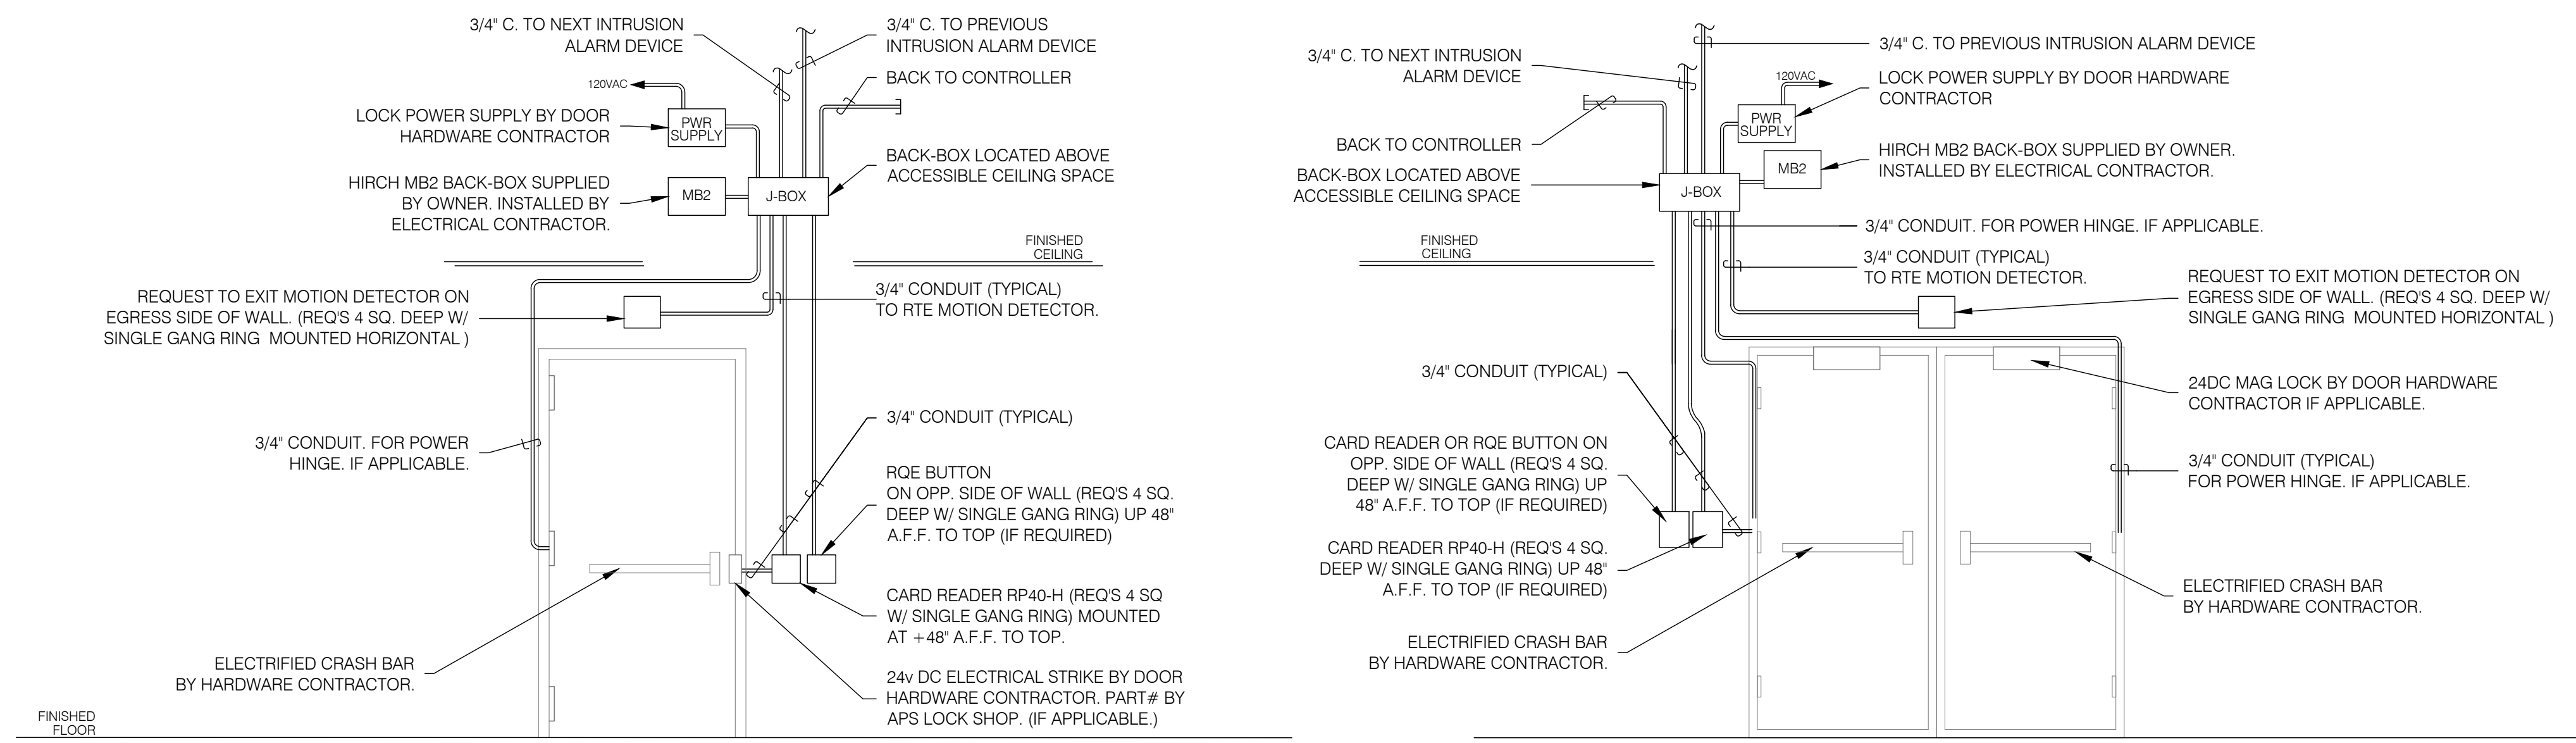 3/4" C. TO NEXT INTRUSION
ALARM DEVICE
3/4" C. TO PREVIOUS
INTRUSION ALARM DEVICE
BACK TO CONTROLLER
120VAC
LOCK POWER SUPPLY BY DOOR
HARDWARE CONTRACTOR
PWR
SUPPLY
BACK-BOX LOCATED ABOVE
ACCESSIBLE CEILING SPACE
HIRCH MB2 BACK-BOX SUPPLIED
BY OWNER. INSTALLED BY
ELECTRICAL CONTRACTOR.
MB2
J-BOX
FINISHED
CEILING
REQUEST TO EXIT MOTION DETECTOR ON
EGRESS SIDE OF WALL. (REQ'S 4 SQ. DEEP W/
SINGLE GANG RING MOUNTED HORIZONTAL )
3/4" CONDUIT (TYPICAL)
TO RTE MOTION DETECTOR.
3/4" CONDUIT (TYPICAL)
3/4" CONDUIT. FOR POWER
HINGE. IF APPLICABLE.
RQE BUTTON
ON OPP. SIDE OF WALL (REQ'S 4 SQ.
DEEP W/ SINGLE GANG RING) UP 48"
A.F.F. TO TOP (IF REQUIRED)
CARD READER RP40-H (REQ'S 4 SQ
W/ SINGLE GANG RING) MOUNTED
AT +48" A.F.F. TO TOP.
ELECTRIFIED CRASH BAR
BY HARDWARE CONTRACTOR.
24v DC ELECTRICAL STRIKE BY DOOR
HARDWARE CONTRACTOR. PART# BY
APS LOCK SHOP. (IF APPLICABLE.)
FINISHED
FLOOR
3/4" C. TO NEXT INTRUSION
ALARM DEVICE
3/4" C. TO PREVIOUS INTRUSION ALARM DEVICE
120VAC
LOCK POWER SUPPLY BY DOOR HARDWARE
CONTRACTOR
PWR
SUPPLY
BACK TO CONTROLLER
HIRCH MB2 BACK-BOX SUPPLIED BY OWNER.
INSTALLED BY ELECTRICAL CONTRACTOR.
MB2
BACK-BOX LOCATED ABOVE
ACCESSIBLE CEILING SPACE
J-BOX
3/4" CONDUIT. FOR POWER HINGE. IF APPLICABLE.
FINISHED
CEILING
3/4" CONDUIT (TYPICAL)
TO RTE MOTION DETECTOR.
REQUEST TO EXIT MOTION DETECTOR ON
EGRESS SIDE OF WALL. (REQ'S 4 SQ. DEEP W/
SINGLE GANG RING MOUNTED HORIZONTAL )
3/4" CONDUIT (TYPICAL)
24DC MAG LOCK BY DOOR HARDWARE
CONTRACTOR IF APPLICABLE.
CARD READER OR RQE BUTTON ON
OPP. SIDE OF WALL (REQ'S 4 SQ.
DEEP W/ SINGLE GANG RING) UP
48" A.F.F. TO TOP (IF REQUIRED)
3/4" CONDUIT (TYPICAL)
FOR POWER HINGE. IF APPLICABLE.
CARD READER RP40-H (REQ'S 4 SQ.
DEEP W/ SINGLE GANG RING) UP 48"
A.F.F. TO TOP (IF REQUIRED)
ELECTRIFIED CRASH BAR
BY HARDWARE CONTRACTOR.
ELECTRIFIED CRASH BAR
BY HARDWARE CONTRACTOR.